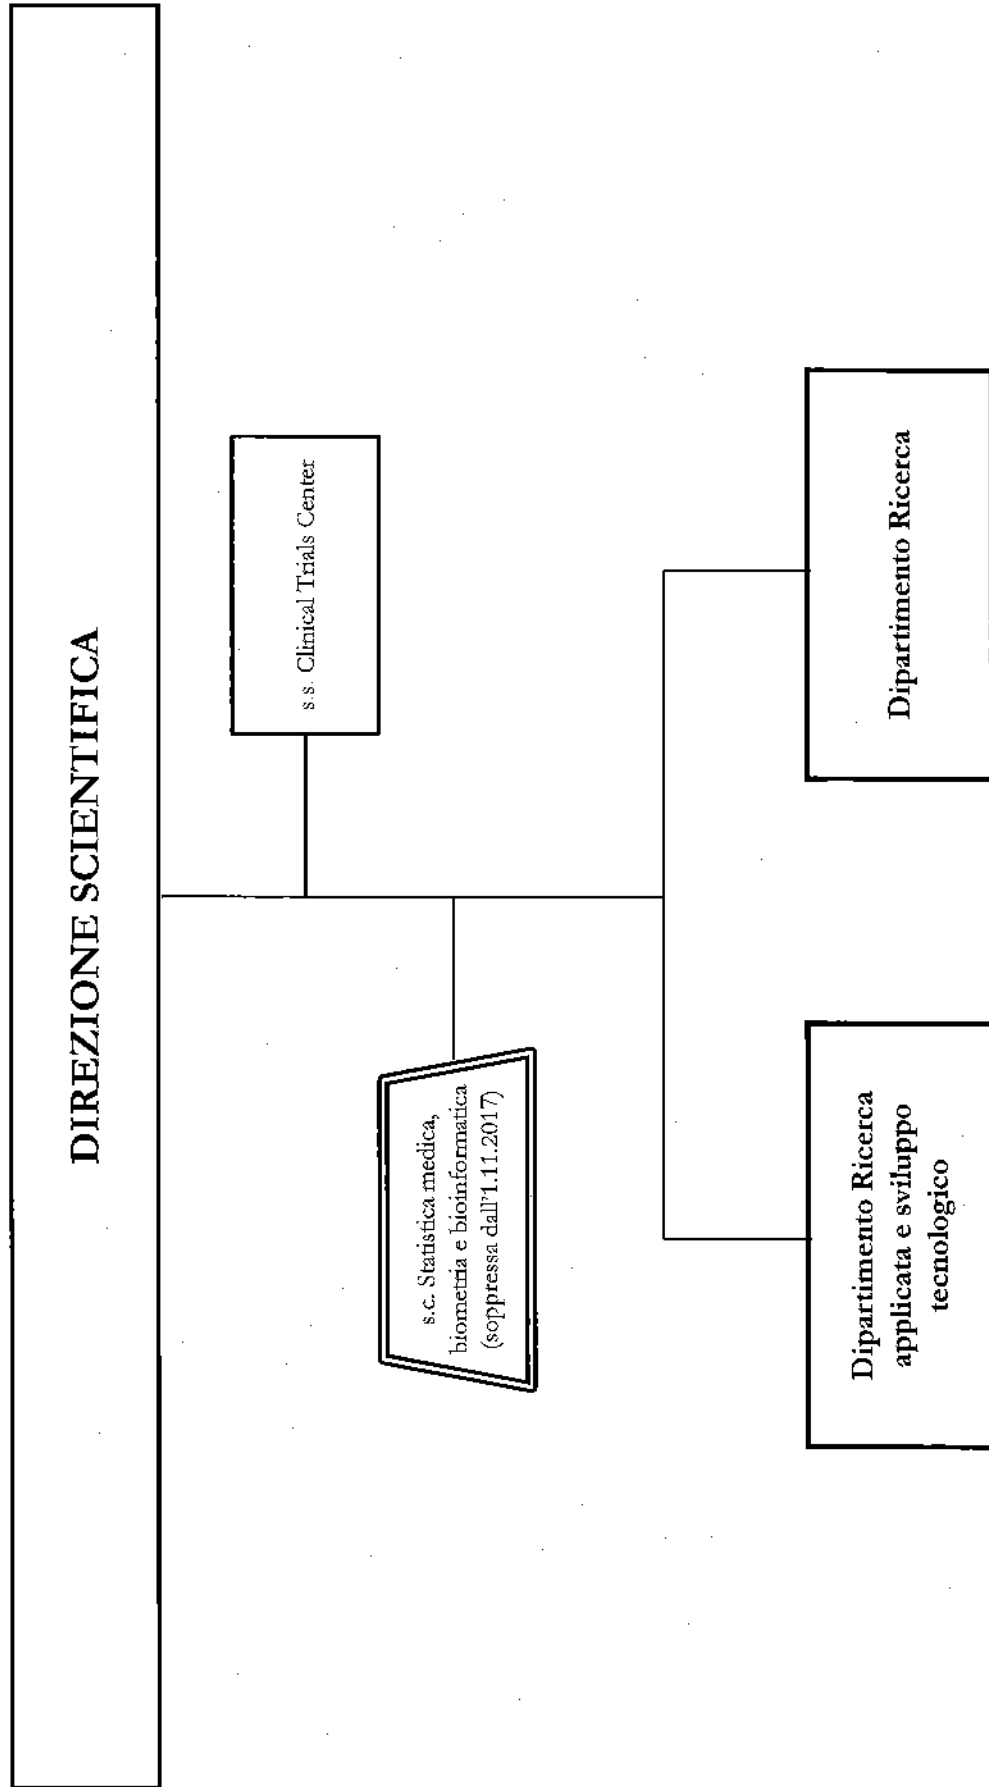 DIREZIONE SCIENTIFICA
s.s. Clinical Trials Center
s.c. Statistica medica,
biometria e bioinformatica
(soppressa dall'1.11.2017)
Dipartimento Ricerca
applicata e sviluppo
tecnologico
Dipartimento Ricerca